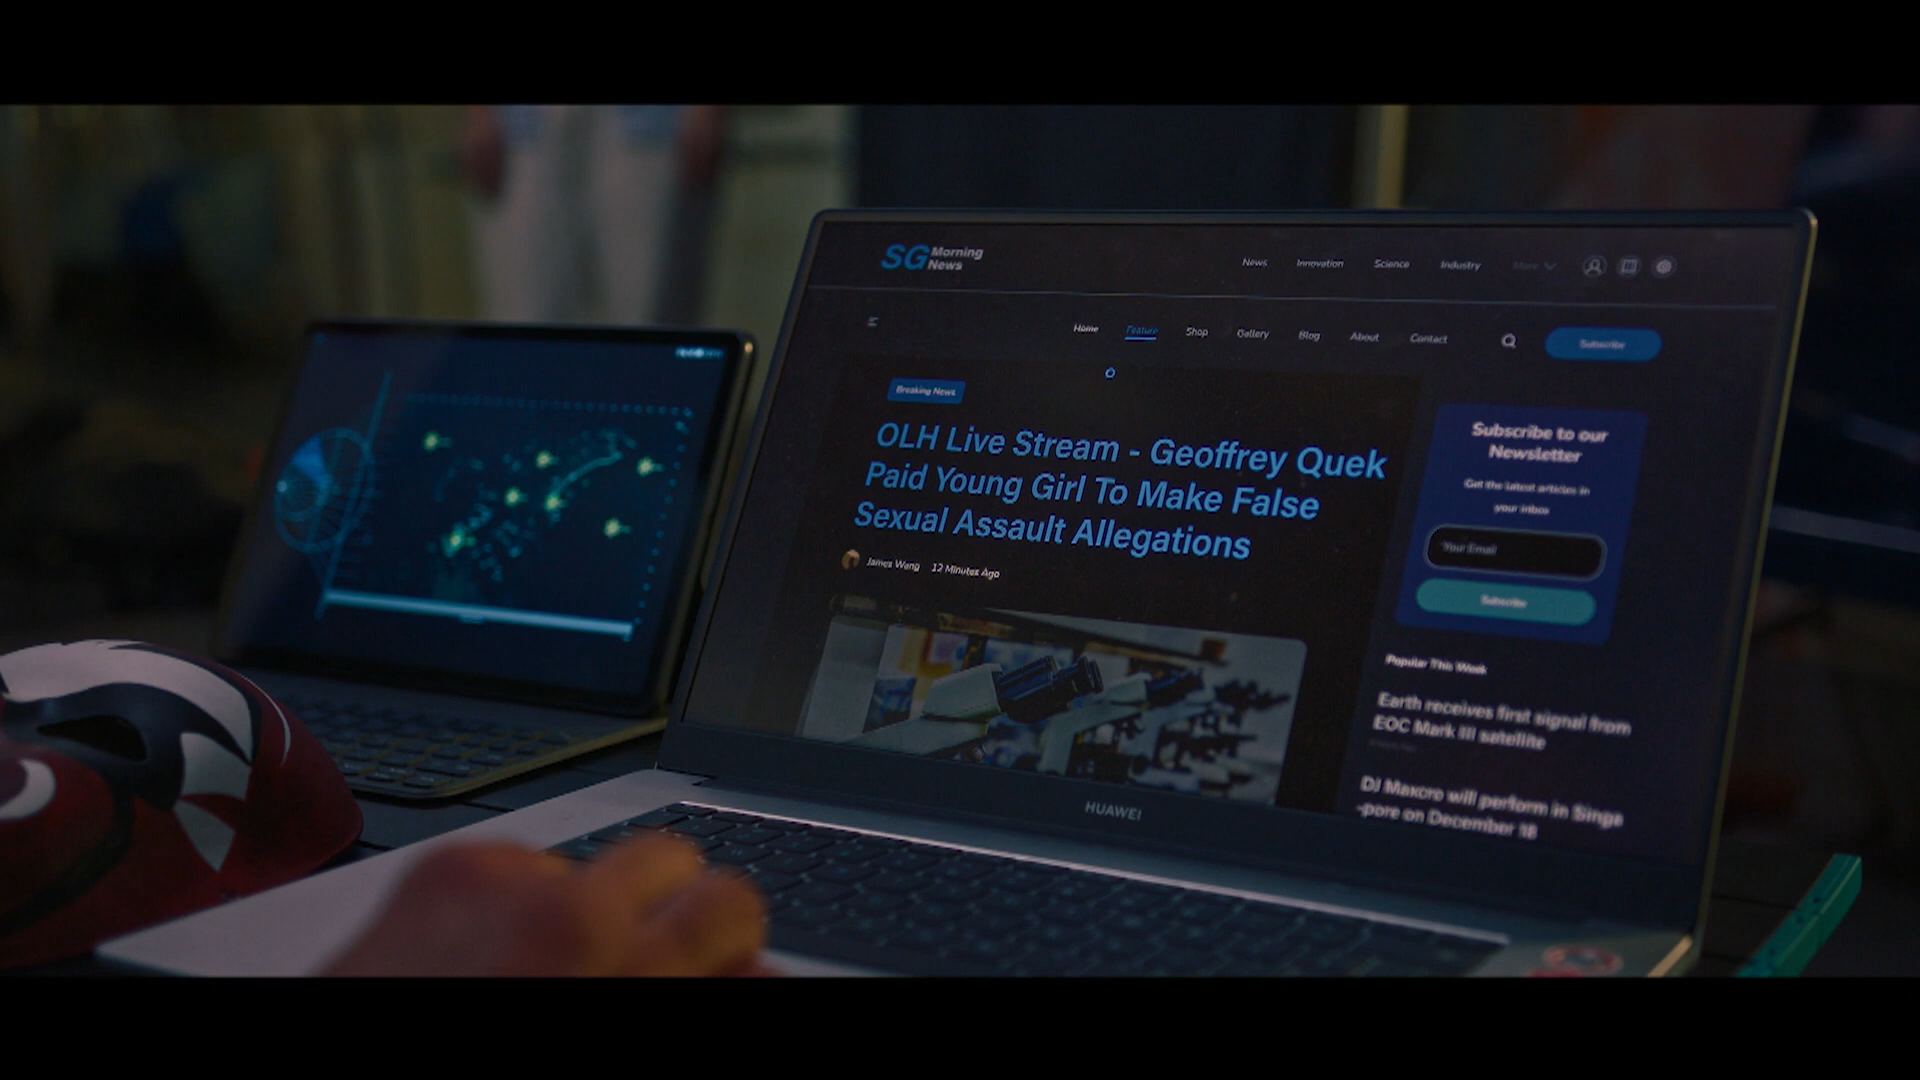 SG Morning
News
News Innovation Science Industry More
Home Feature Shop Gallery Blog About Contact
Subscribe
Breaking News
OLH Live Stream - Geoffrey Quek
Paid Young Girl To Make False
Sexual Assault Allegations
James Wang 12 Minutes Ago
Subscribe to our
Newsletter
Get the latest articles in
your inbox
Your Email
Subscribe
Popular This Week
Earth receives first signal from
EOC Mark III satellite
DJ Maxcro will perform in Singa
-pore on December 18
HUAWEI